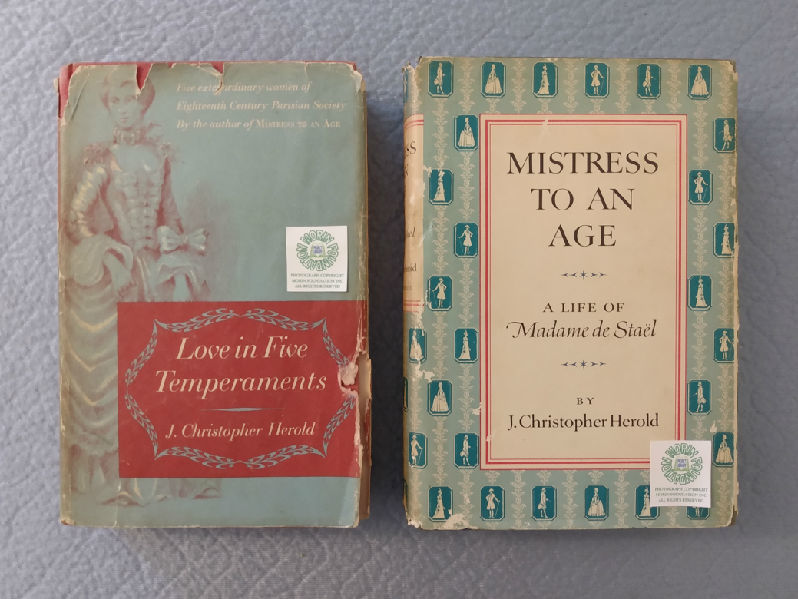 Five extraordinary women of
Eighteenth Century Parisian Society
By the author of MISTRESS TO AN AGE
Love in Five
Temperaments
J. Christopher Herold
MISTRESS
TO AN
AGE
A LIFE OF
Madame de Staël
BY
J. Christopher Herold